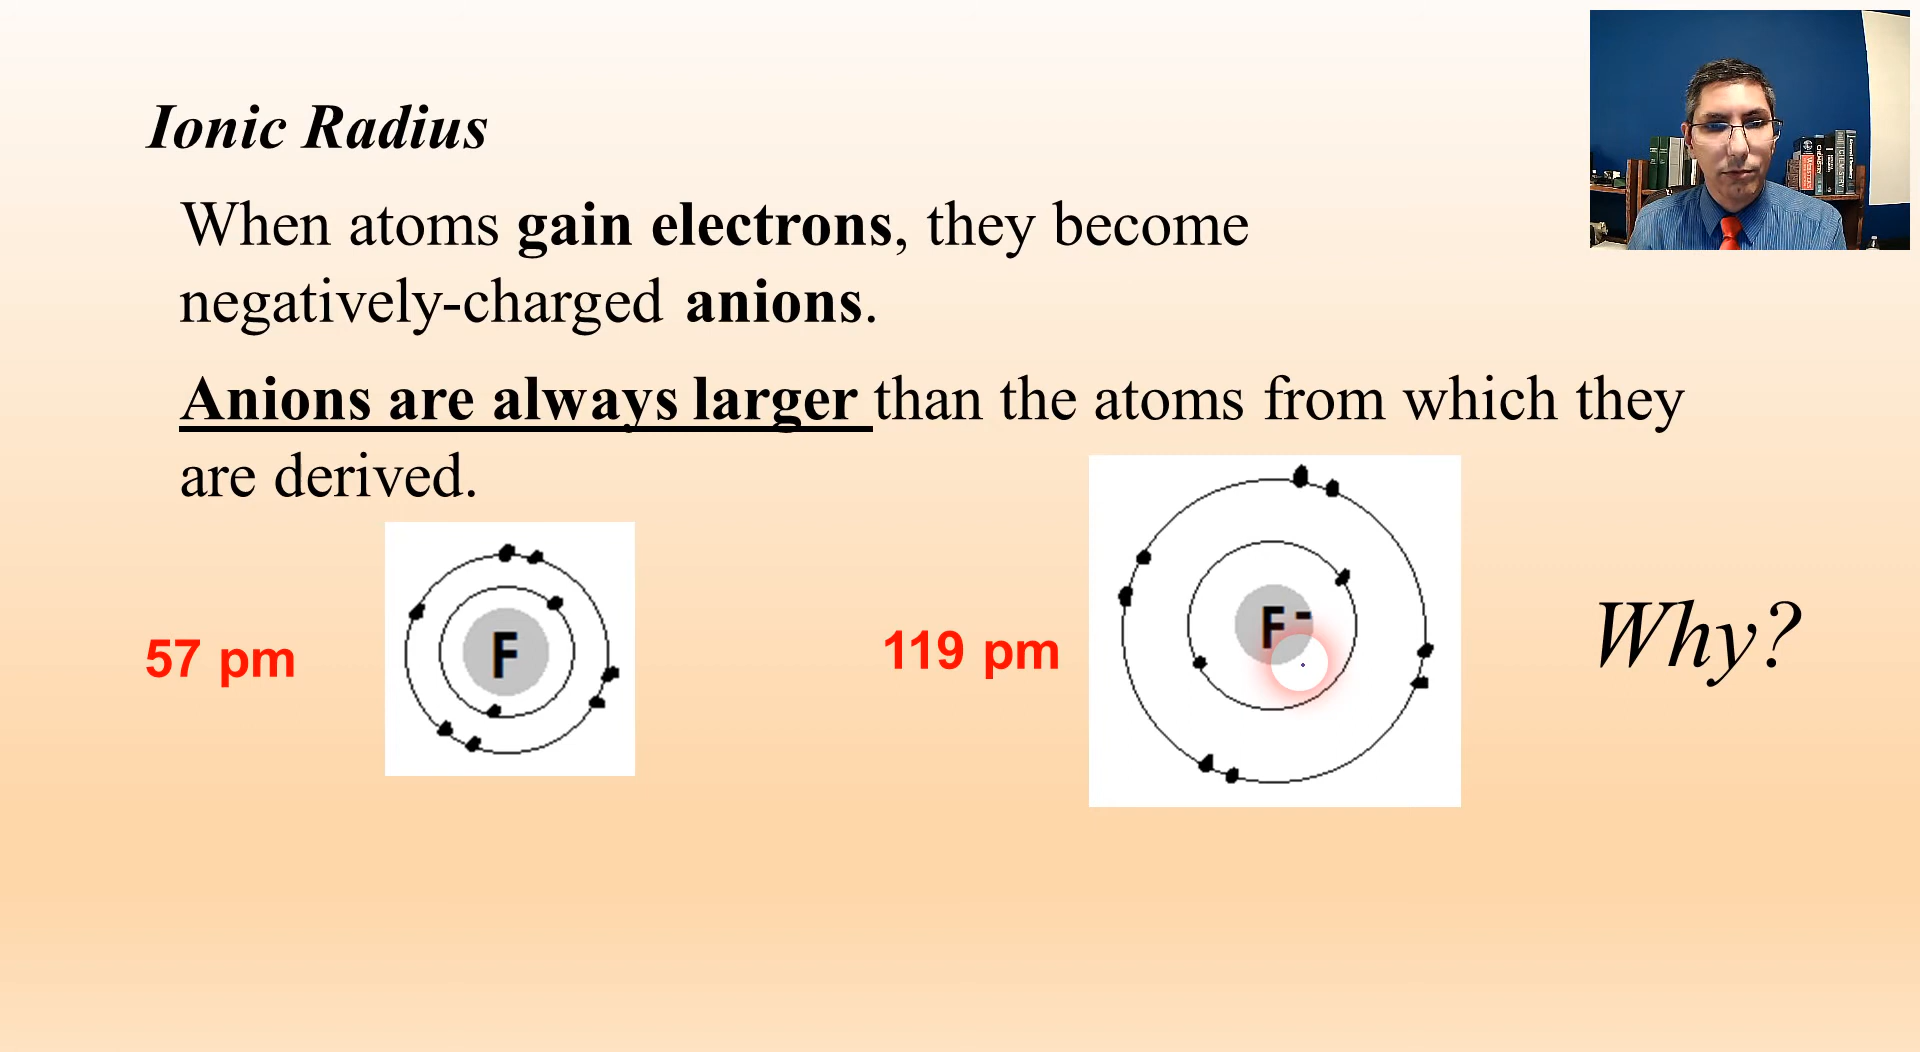 Ionic Radius
When atoms gain electrons, they become
negatively-charged anions.
Anions are always larger than the atoms from which they
are derived.
57 pm
F
119 pm
F-
Why?